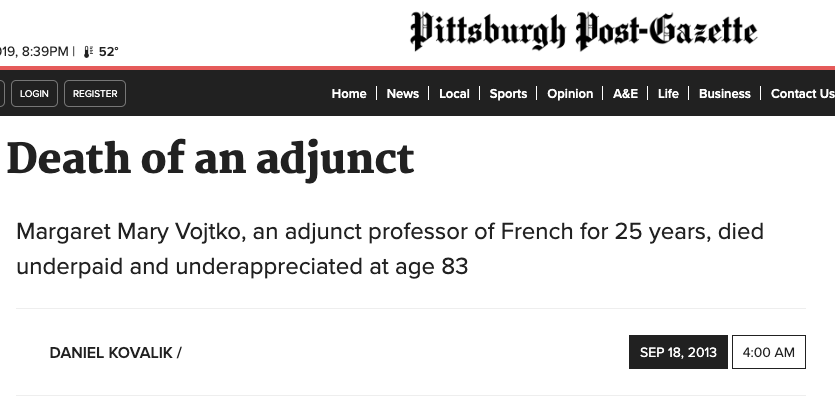 Pittsburgh Post-Gazette
019, 8:39PM | 52°
LOGIN REGISTER Home News Local Sports Opinion A&E Life Business Contact Us
Death of an adjunct
Margaret Mary Vojtko, an adjunct professor of French for 25 years, died
underpaid and underappreciated at age 83
DANIEL KOVALIK / SEP 18, 2013 4:00 AM